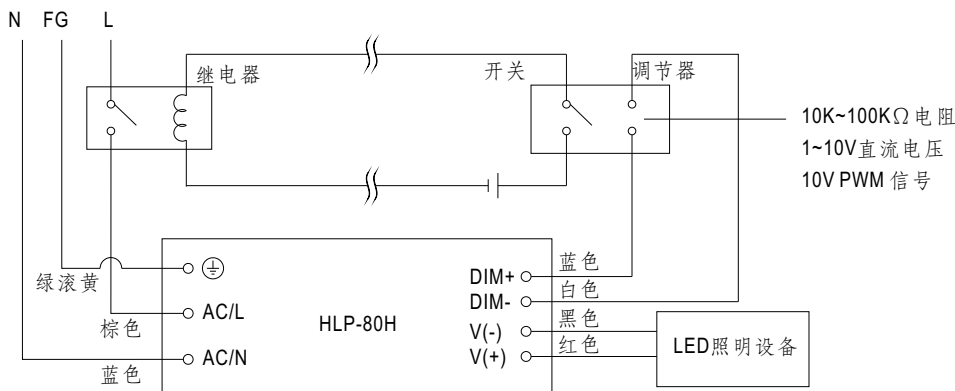 N FG L
继电器
开关
调节器
10K~100KΩ电阻
1~10V直流电压
10V PWM 信号
绿滚黄
棕色
蓝色
AC/L
AC/N
HLP-80H
DIM+
DIM-
V(-)
V(+)
蓝色
白色
黑色
红色
LED照明设备